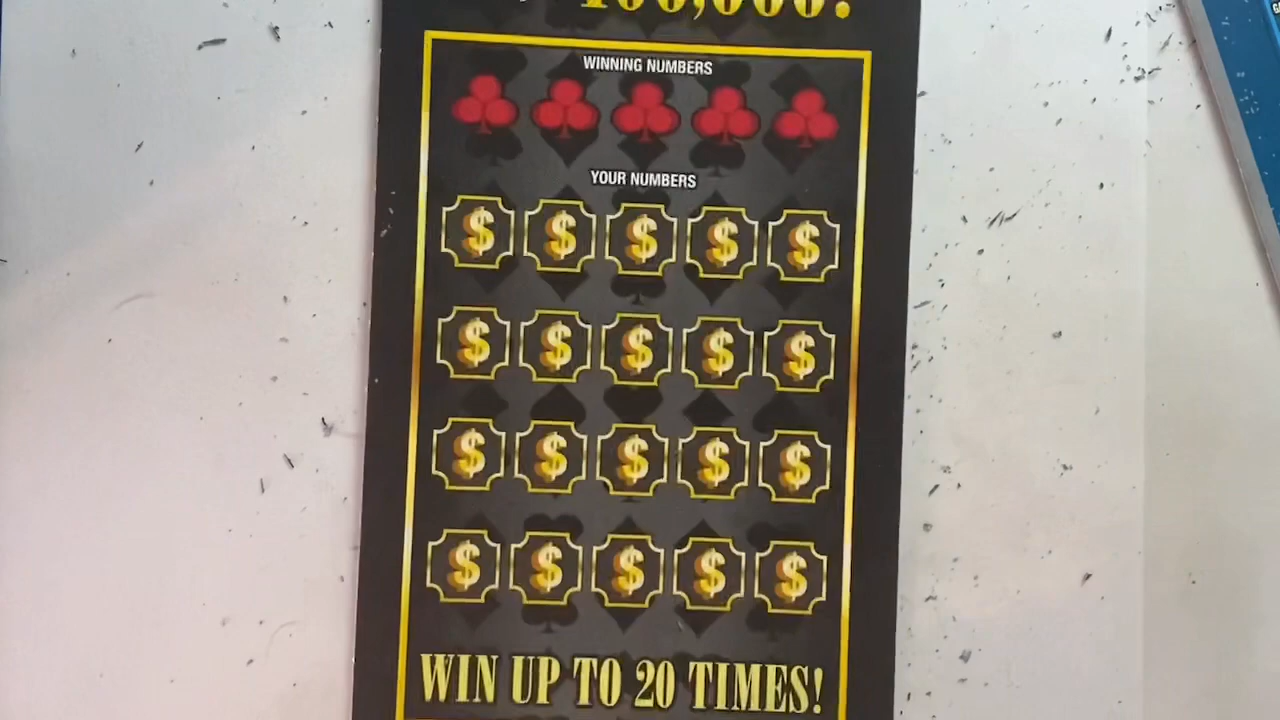 WINNING NUMBERS
YOUR NUMBERS
$ $ $ $ $
$ $ $ $ $
$ $ $ $ $
$ $ $ $ $
WIN UP TO 20 TIMES!